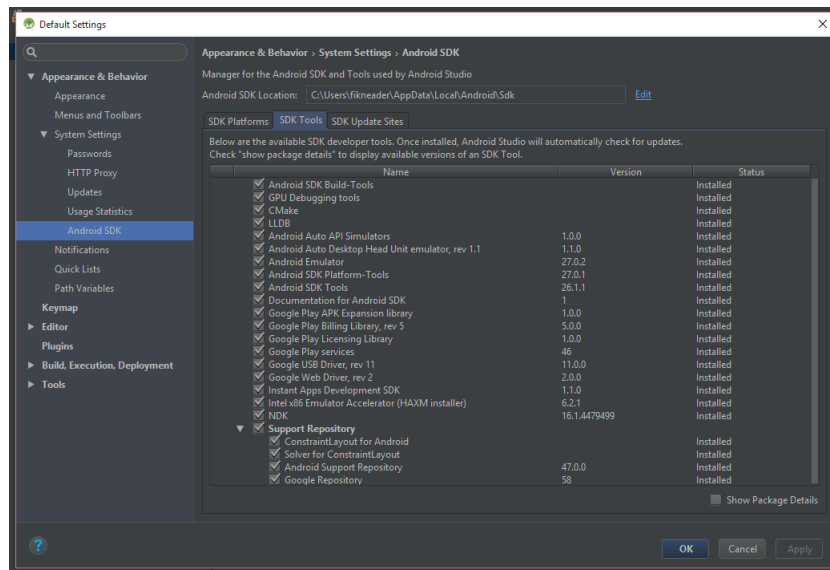 Default Settings
Appearance & Behavior › System Settings › Android SDK
Manager for the Android SDK and Tools used by Android Studio
Android SDK Location: C:\Users\fikneader\AppData\Local\Android\Sdk Edit
Appearance & Behavior
Appearance
Menus and Toolbars
System Settings
Passwords
HTTP Proxy
Updates
Usage Statistics
Android SDK
Notifications
Quick Lists
Path Variables
Keymap
Editor
Plugins
Build, Execution, Deployment
Tools
SDK Platforms SDK Tools SDK Update Sites
Below are the available SDK developer tools. Once installed, Android Studio will automatically check for updates.
Check "show package details" to display available versions of an SDK Tool.
Name Version Status
Android SDK Build-Tools Installed
GPU Debugging tools Installed
CMake Installed
LLDB Installed
Android Auto API Simulators 1.0.0 Installed
Android Auto Desktop Head Unit emulator, rev 1.1 1.1.0 Installed
Android Emulator 27.0.2 Installed
Android SDK Platform-Tools 27.0.1 Installed
Android SDK Tools 26.1.1 Installed
Documentation for Android SDK 1 Installed
Google Play APK Expansion library 1.0.0 Installed
Google Play Billing Library, rev 5 5.0.0 Installed
Google Play Licensing Library 1.0.0 Installed
Google Play services 46 Installed
Google USB Driver, rev 11 11.0.0 Installed
Google Web Driver, rev 2 2.0.0 Installed
Instant Apps Development SDK 1.1.0 Installed
Intel x86 Emulator Accelerator (HAXM installer) 6.2.1 Installed
NDK 16.1.4479499 Installed
Support Repository
ConstraintLayout for Android Installed
Solver for ConstraintLayout Installed
Android Support Repository 47.0.0 Installed
Google Repository 58 Installed
Show Package Details
?
OK Cancel Apply